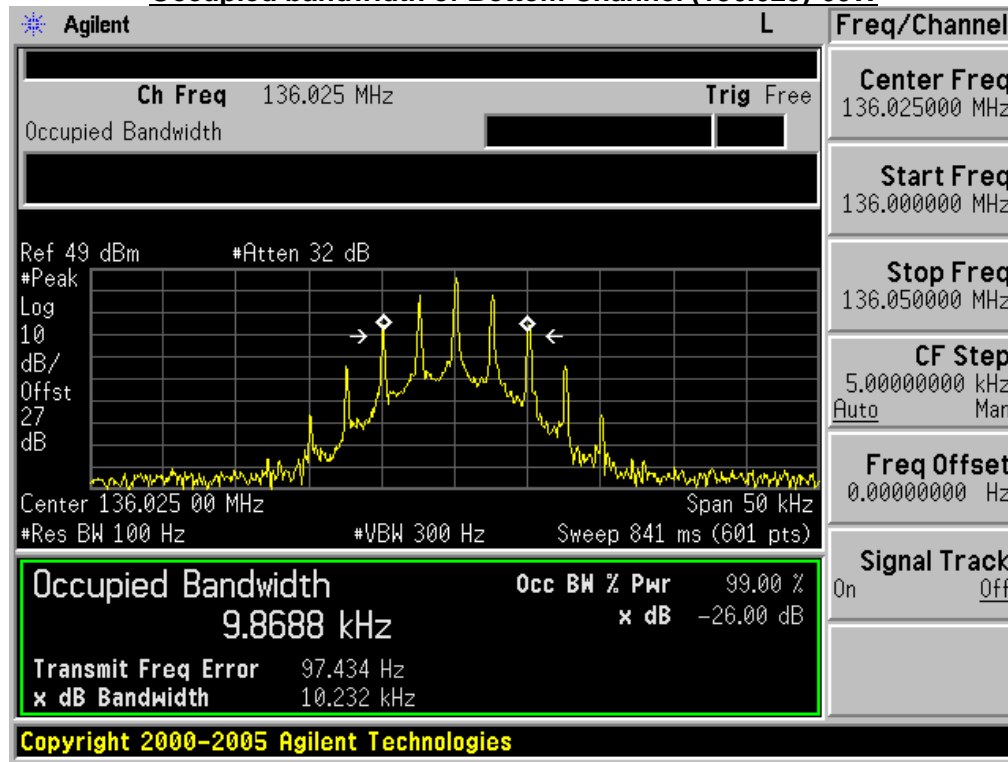 Agilent L Freq/Channel
Ch Freq 136.025 MHz Trig Free
Occupied Bandwidth
Center Freq
136.025000 MHz
Start Freq
136.000000 MHz
Stop Freq
136.050000 MHz
CF Step
5.00000000 kHz
Auto Man
Freq Offset
0.00000000 Hz
Signal Track
On Off
Ref 49 dBm #Atten 32 dB
#Peak
Log
10
dB/
Offst
27
dB
Center 136.025 00 MHz Span 50 kHz
#Res BW 100 Hz #VBW 300 Hz Sweep 841 ms (601 pts)
Occupied Bandwidth Occ BW % Pwr 99.00 %
9.8688 kHz x dB -26.00 dB
Transmit Freq Error 97.434 Hz
x dB Bandwidth 10.232 kHz
Copyright 2000-2005 Agilent Technologies